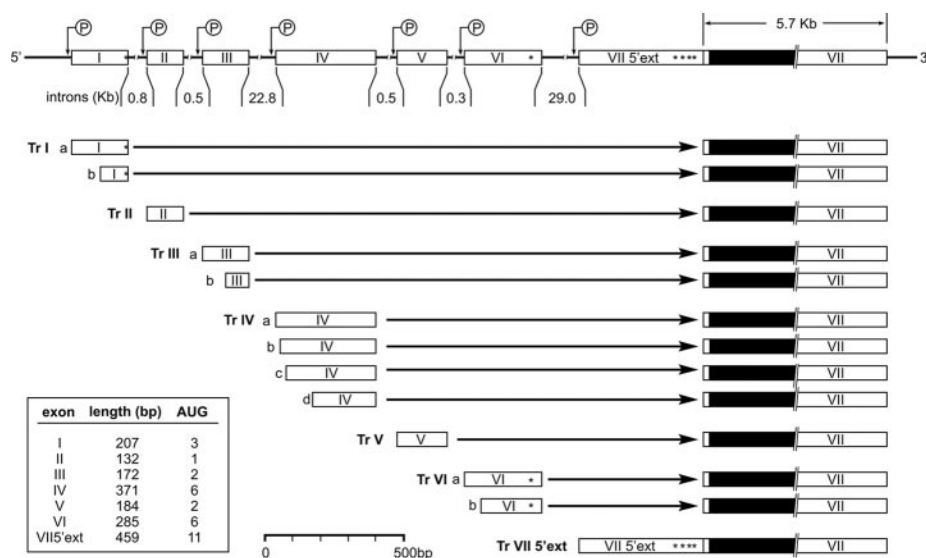 5.7 Kb
P P P P P P P
5' I * II III IV V VI * VII 5'ext **** VII 3'
introns (Kb) 0.8 0.5 22.8 0.5 0.3 29.0
Tr I a I * VII
b I * VII
Tr II II VII
Tr III a III VII
b III VII
Tr IV a IV VII
b IV VII
c IV VII
d IV VII
Tr V V VII
Tr VI a VI * VII
b VI * VII
Tr VII 5'ext VII 5'ext **** VII
exon length (bp) AUG
I 207 3
II 132 1
III 172 2
IV 371 6
V 184 2
VI 285 6
VII5'ext 459 11
0 500bp